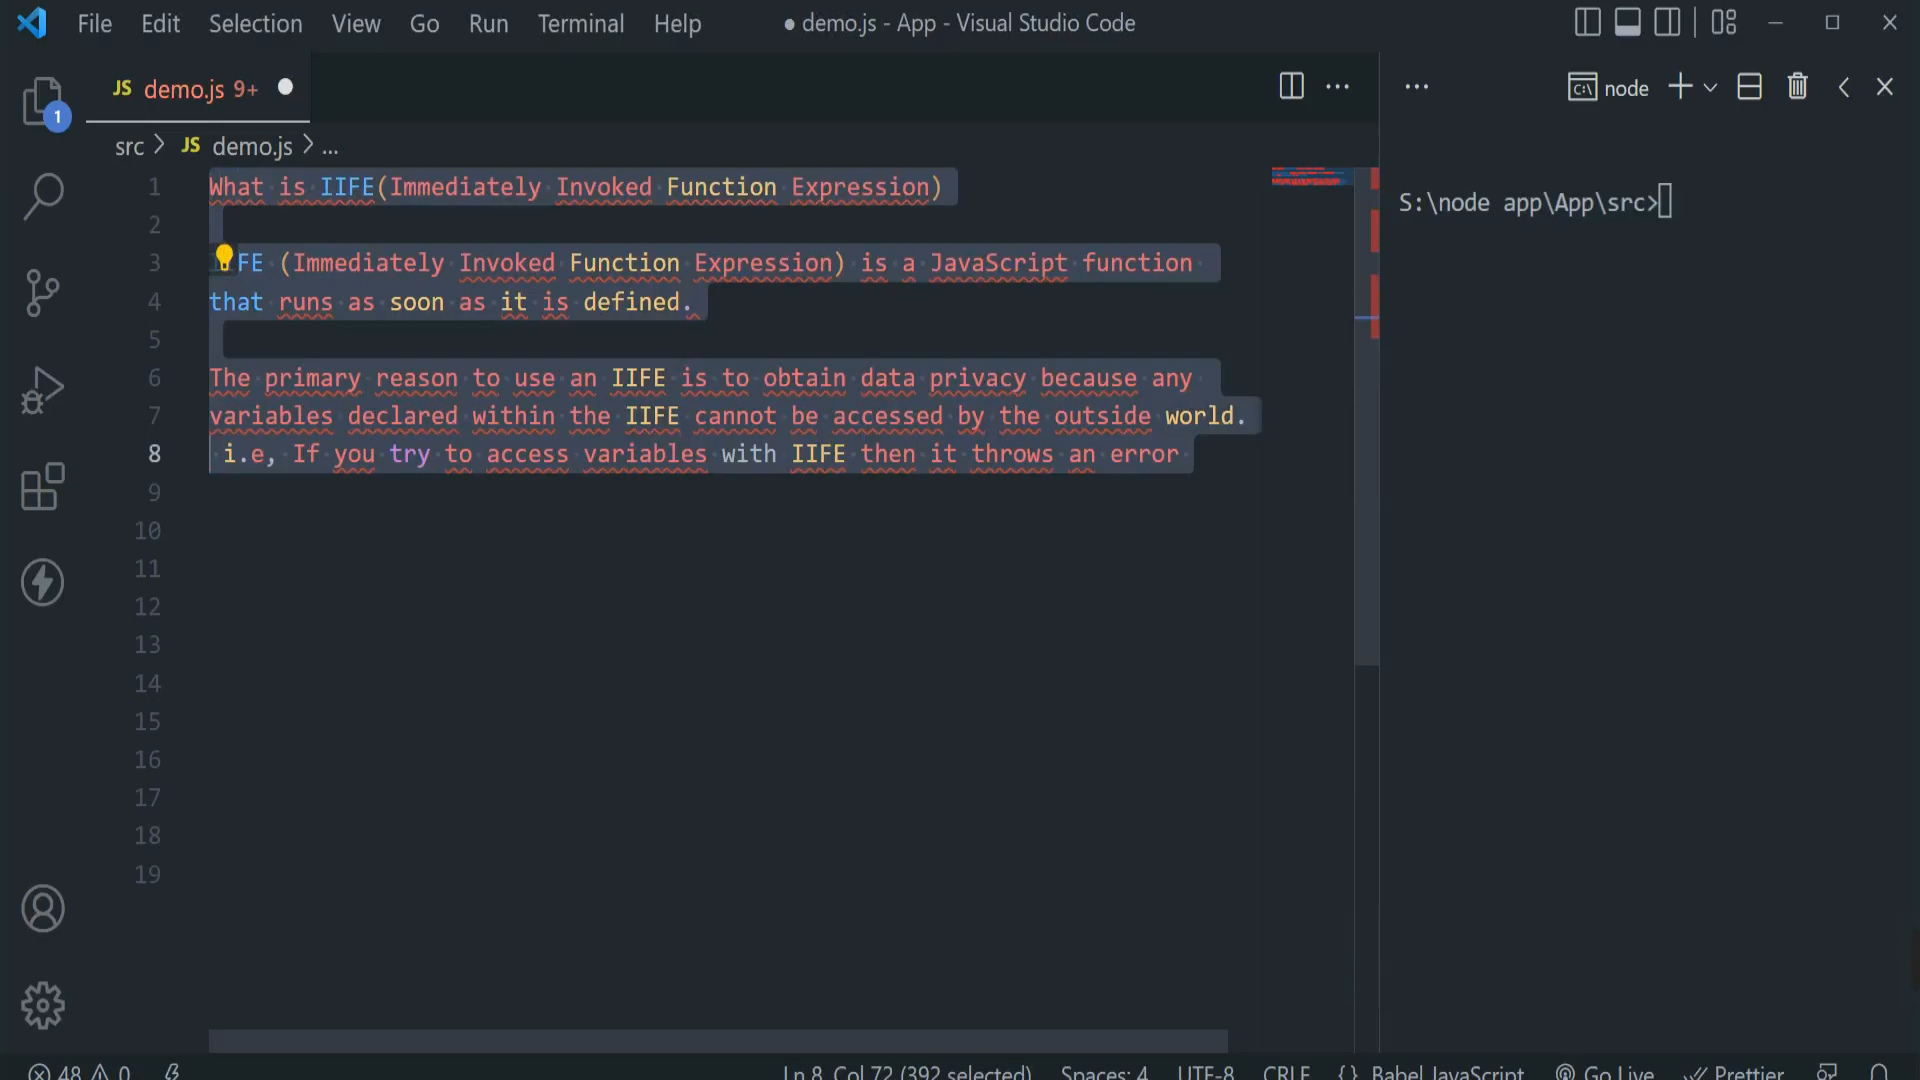 File Edit Selection View Go Run Terminal Help ● demo.js - App - Visual Studio Code
JS demo.js 9+
node
1
src > JS demo.js > ...
1 What is IIFE(Immediately Invoked Function Expression)
2
3 IIFE (Immediately Invoked Function Expression) is a JavaScript function
4 that runs as soon as it is defined.
5
6 The primary reason to use an IIFE is to obtain data privacy because any
7 variables declared within the IIFE cannot be accessed by the outside world.
8 i.e, If you try to access variables with IIFE then it throws an error
9
10
11
12
13
14
15
16
17
18
19
S:\node app\App\src>
48 0 Ln 8, Col 72 (392 selected) Spaces: 4 UTF-8 CRLF {} Babel JavaScript Go Live Prettier